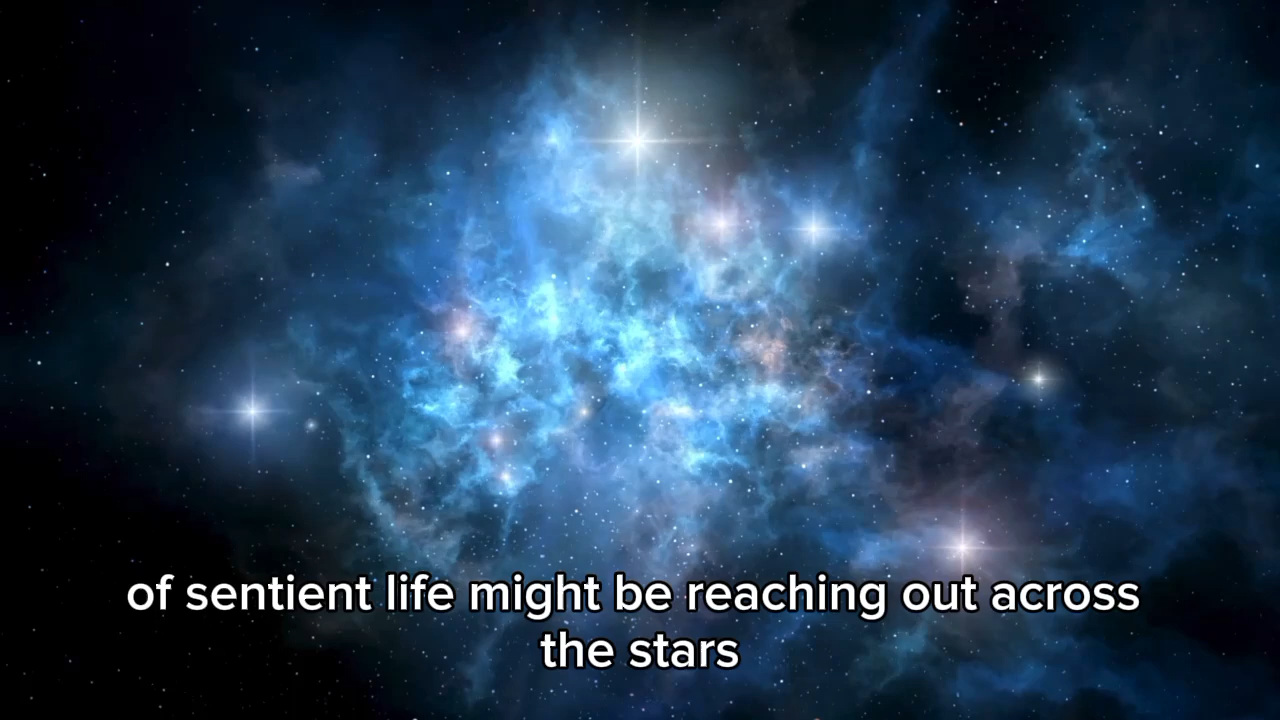 of sentient life might be reaching out across
the stars